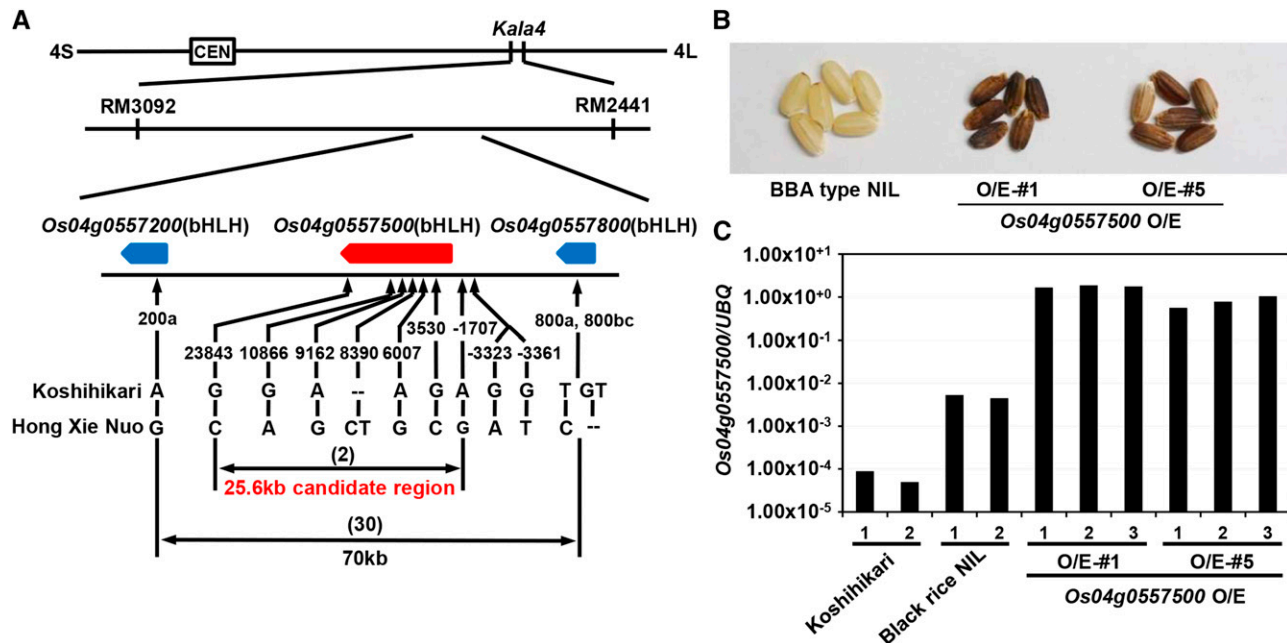 A
Kala4
4S CEN 4L
RM3092 RM2441
Os04g0557200(bHLH) Os04g0557500(bHLH) Os04g0557800(bHLH)
200a 3530 -1707 800a, 800bc
23843 10866 9162 8390 6007 -3323 -3361
Koshihikari A G G A -- A G A G G T GT
Hong Xie Nuo G C A G CT G C G A T C --
(2)
25.6kb candidate region
(30)
70kb
B
BBA type NIL O/E-#1 O/E-#5
Os04g0557500 O/E
C
Os04g0557500/UBQ
1.00x10⁺¹
1.00x10⁺⁰
1.00x10⁻¹
1.00x10⁻²
1.00x10⁻³
1.00x10⁻⁴
1.00x10⁻⁵
1 2 1 2 1 2 3 1 2 3
Koshihikari Black rice NIL O/E-#1 O/E-#5
Os04g0557500 O/E